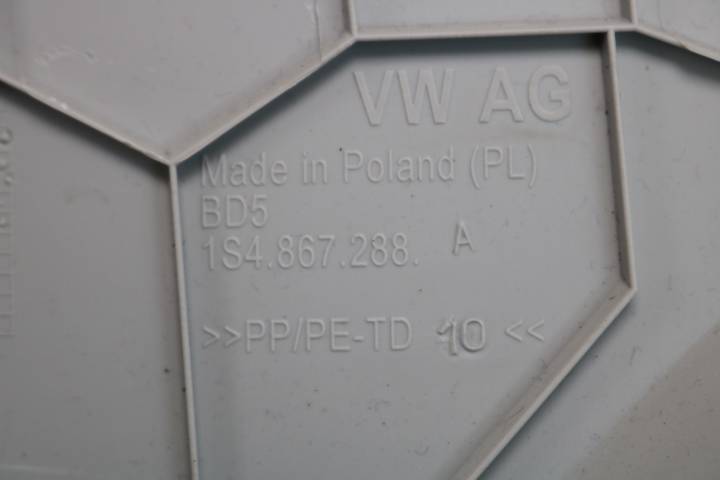 VW AG
Made in Poland (PL)
BD5
1S4.867.288. A
>>PP/PE-TD 10 <<